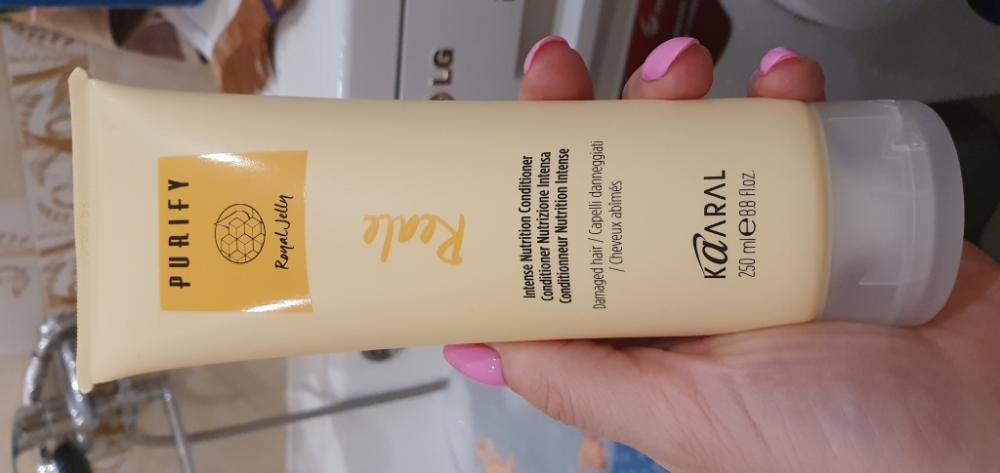 PURIFY
Royal Jelly
Reale
Intense Nutrition Conditioner
Conditioner Nutrizione Intensa
Conditionneur Nutrition Intense
Damaged hair / Capelli danneggiati
/ Cheveux abîmés
KAARAL
250 ml e 8.8 fl.oz.
LG